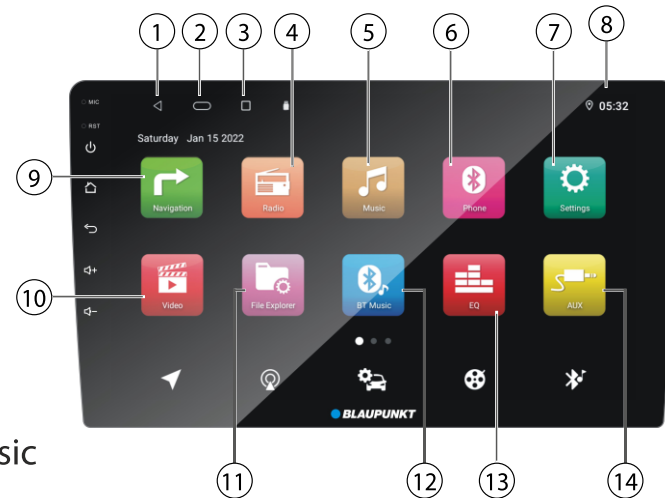 1 2 3 4 5 6 7 8
MIC
05:32
RST
Saturday Jan 15 2022
9
Navigation Radio Music Phone Settings
10
Video File Explorer BT Music EQ AUX
BLAUPUNKT
sic
11 12 13 14